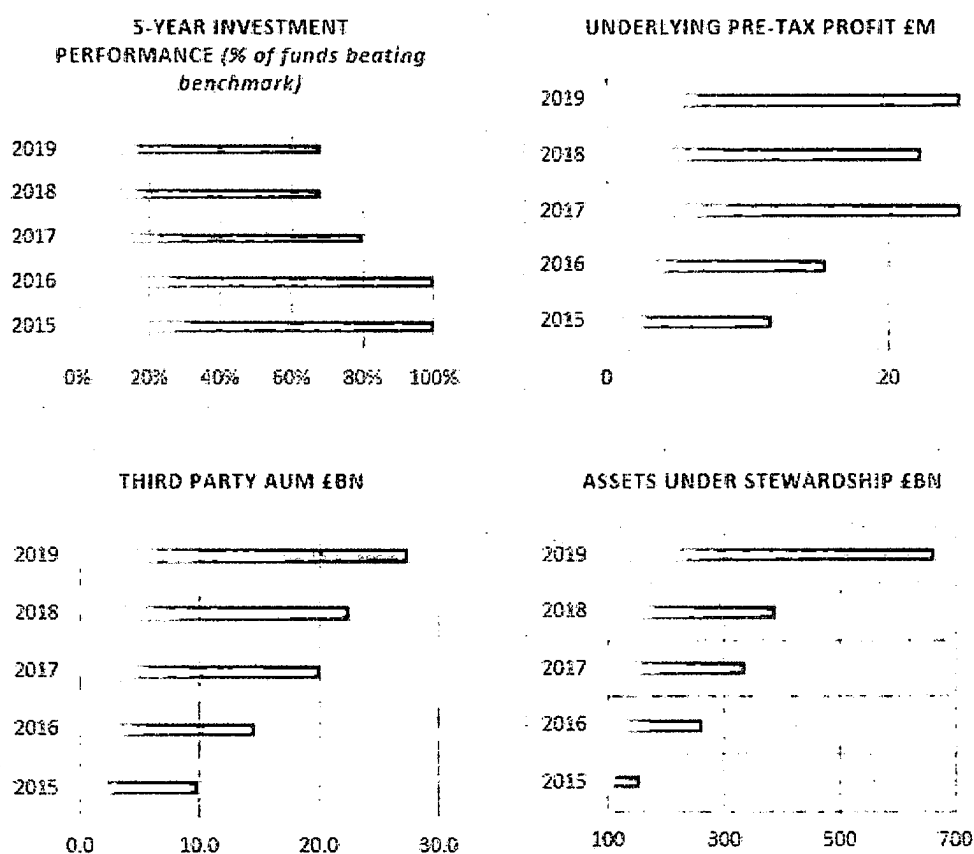 5-YEAR INVESTMENT
PERFORMANCE (% of funds beating
benchmark)
2019
2018
2017
2016
2015
0% 20% 40% 60% 80% 100%
UNDERLYING PRE-TAX PROFIT £M
2019
2018
2017
2016
2015
0 20
THIRD PARTY AUM £BN
2019
2018
2017
2016
2015
0.0 10.0 20.0 30.0
ASSETS UNDER STEWARDSHIP £BN
2019
2018
2017
2016
2015
100 300 500 700